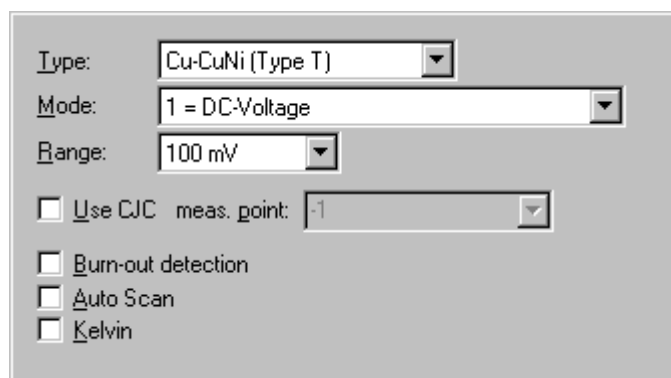 Type: Cu-CuNi (Type T)
Mode: 1 = DC-Voltage
Range: 100 mV
Use CJC meas. point: -1
Burn-out detection
Auto Scan
Kelvin